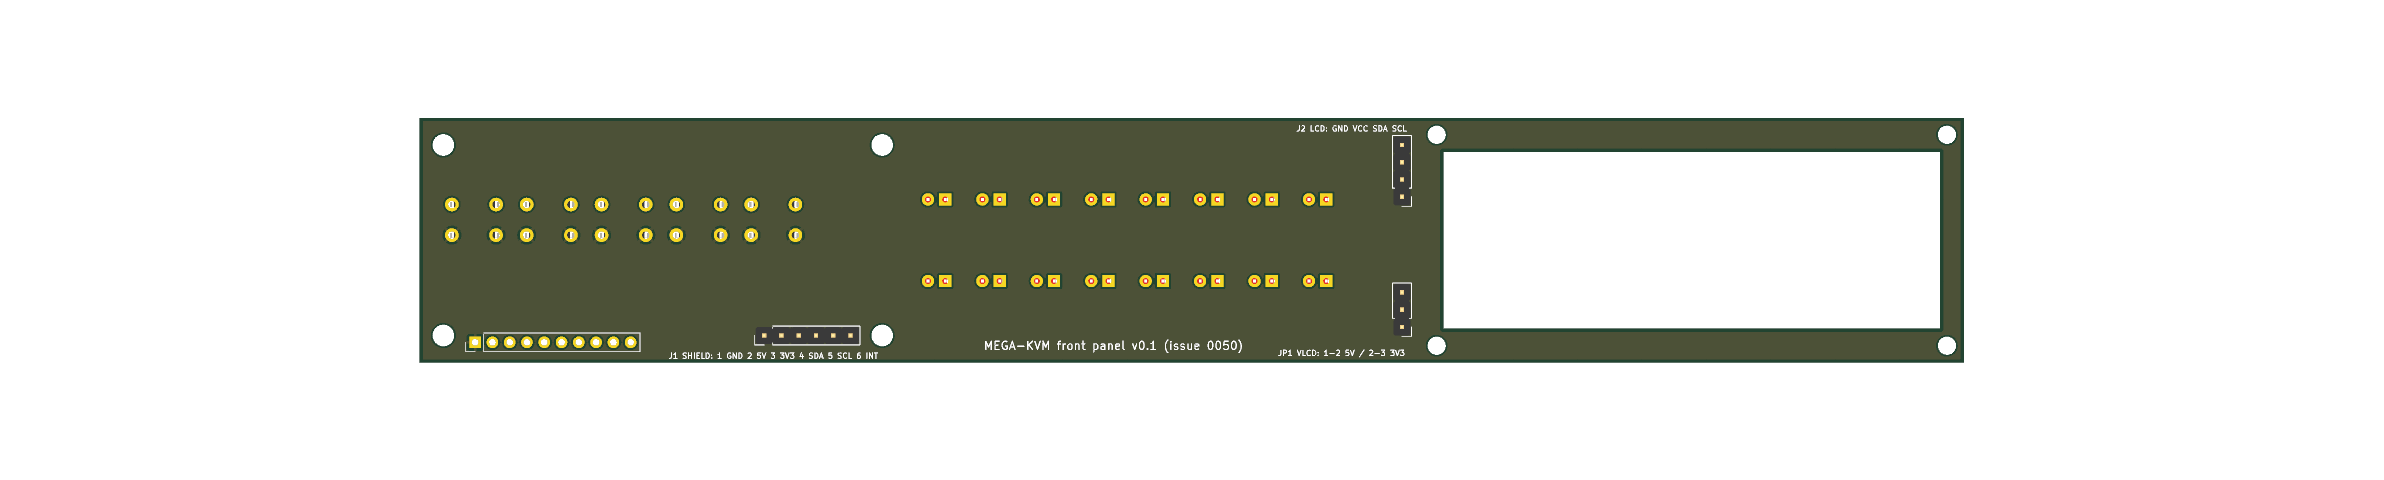 J2 LCD: GND VCC SDA SCL
MEGA-KVM front panel v0.1 (issue 0050)
JP1 VLCD: 1-2 5V / 2-3 3V3
J1 SHIELD: 1 GND 2 5V 3 3V3 4 SDA 5 SCL 6 INT